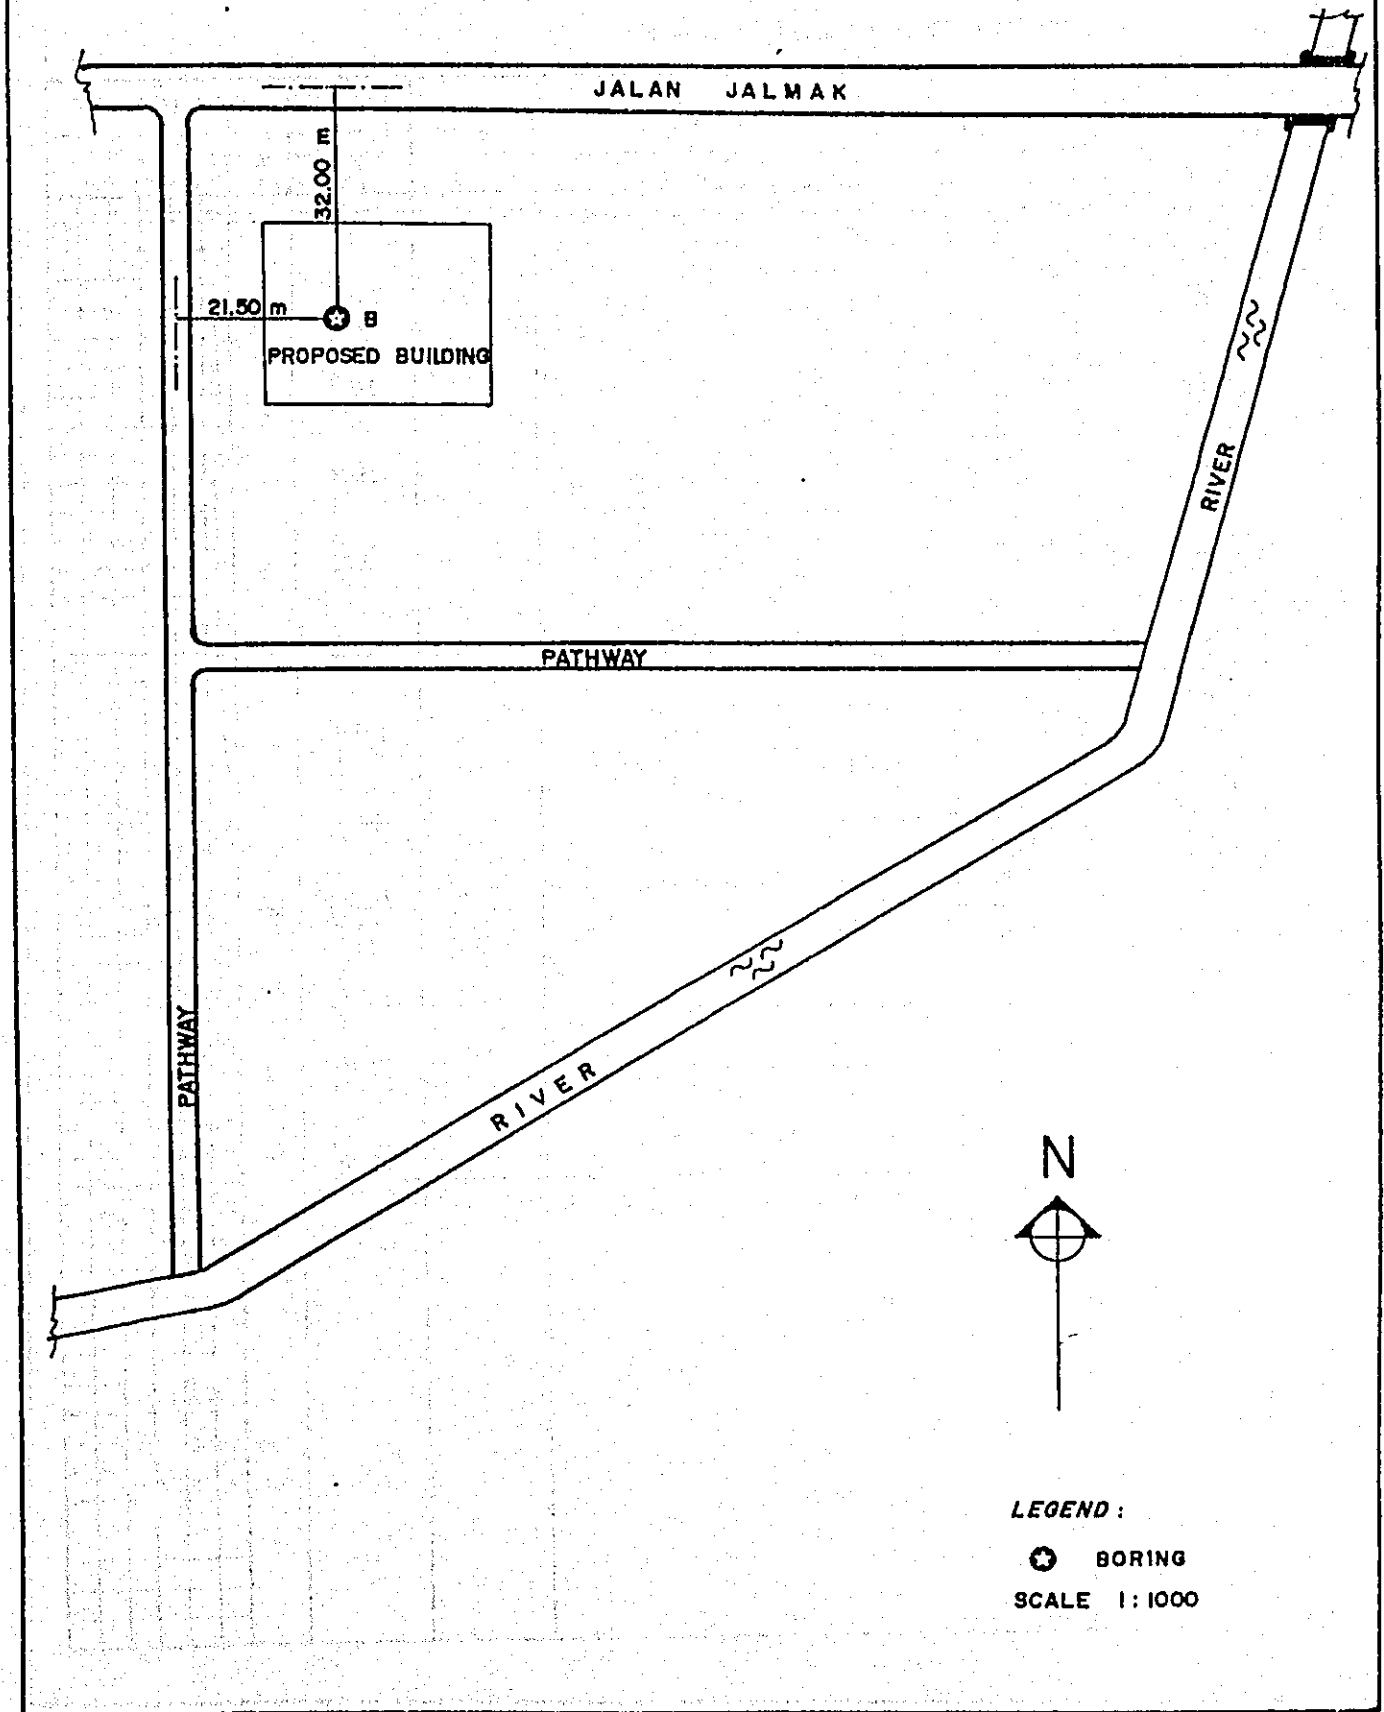 JALAN JALMAK
32.00 m
21.50 m
B
PROPOSED BUILDING
RIVER
PATHWAY
PATHWAY
RIVER
N
LEGEND :
BORING
SCALE 1 : 1000